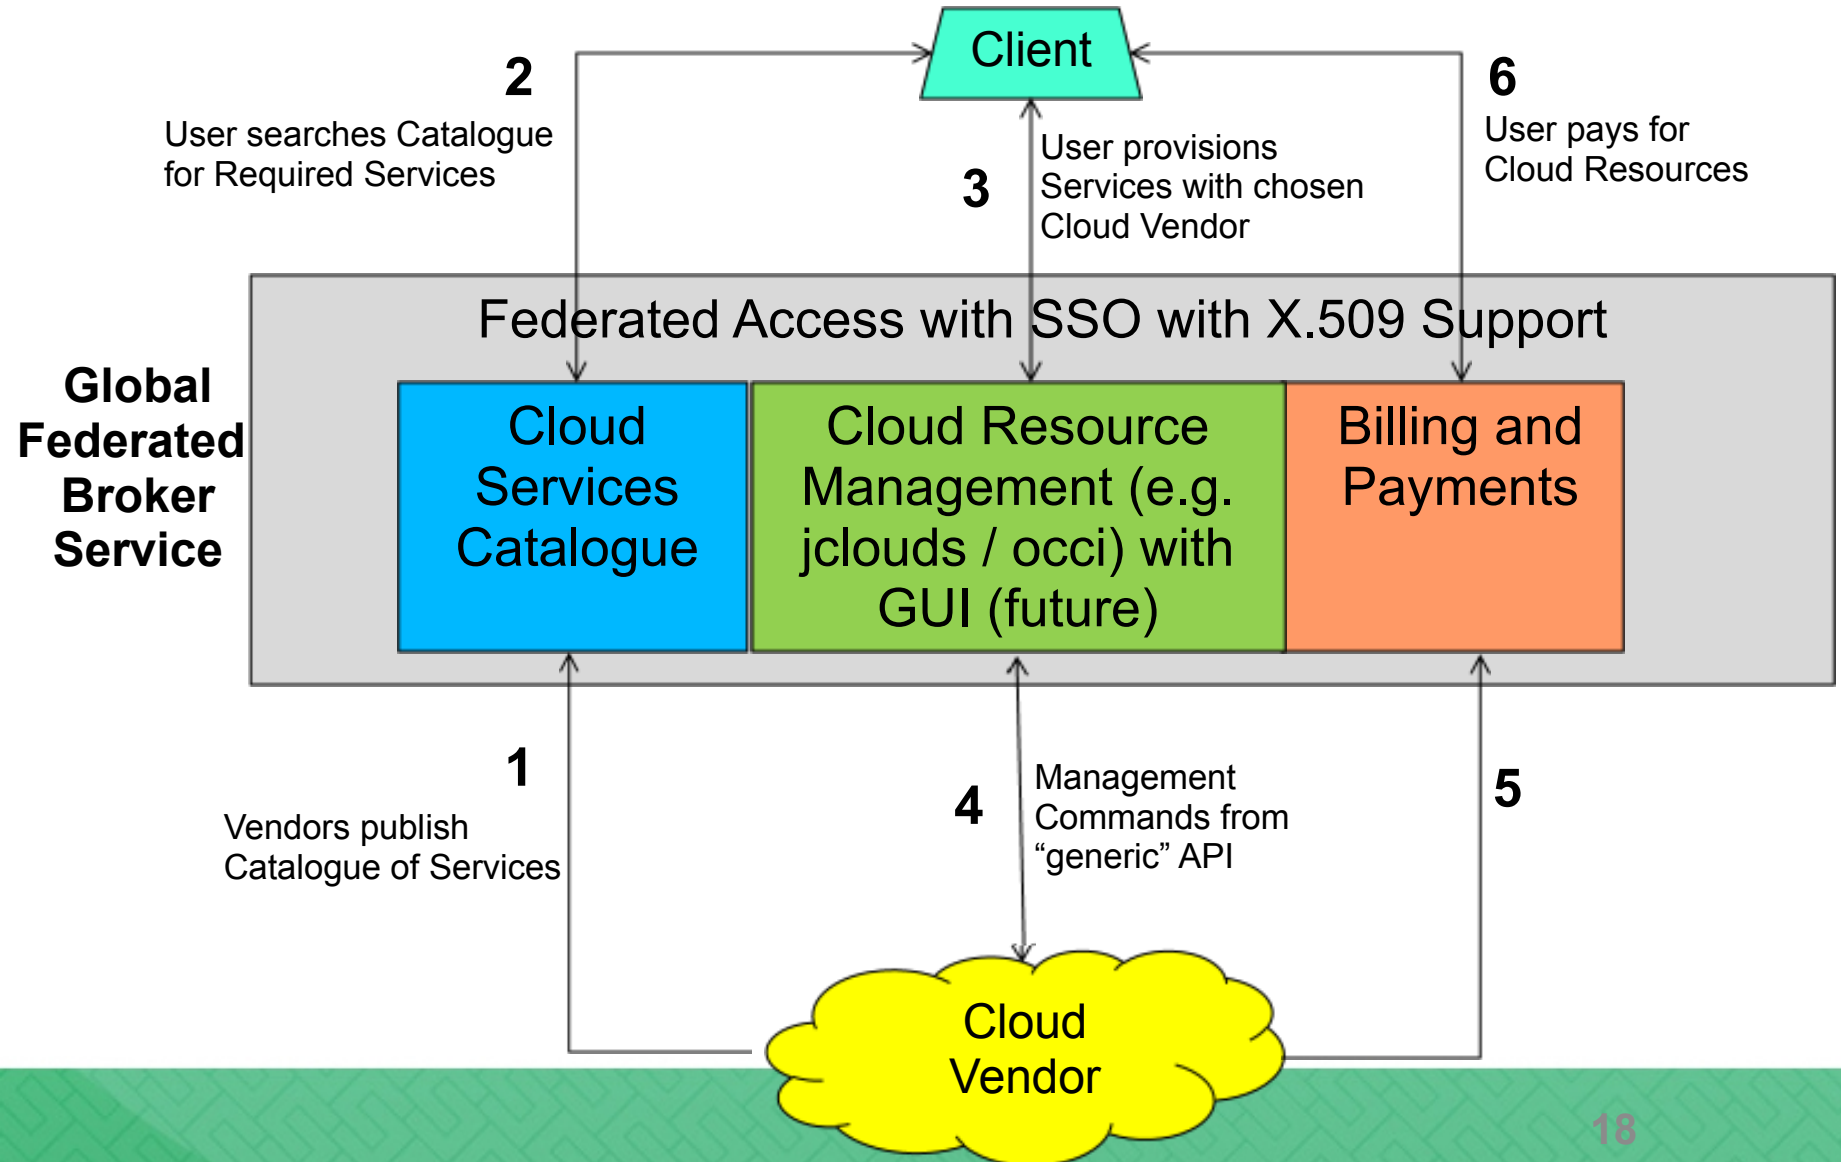 Client
2
User searches Catalogue
for Required Services
3
User provisions
Services with chosen
Cloud Vendor
6
User pays for
Cloud Resources
Federated Access with SSO with X.509 Support
Global
Federated
Broker
Service
Cloud
Services
Catalogue
Cloud Resource
Management (e.g.
jclouds / occi) with
GUI (future)
Billing and
Payments
1
Vendors publish
Catalogue of Services
4
Management
Commands from
“generic” API
5
Cloud
Vendor
18